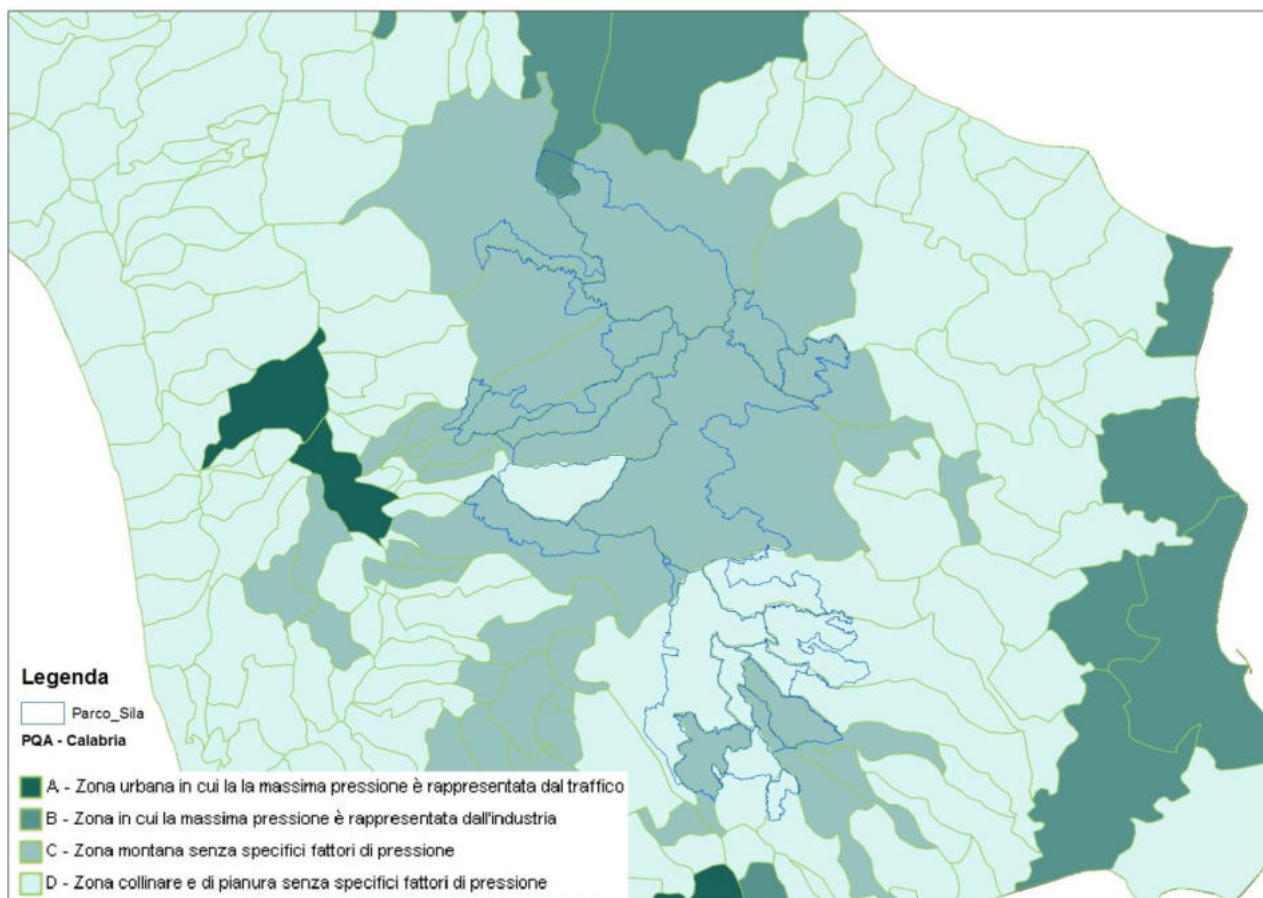 Legenda
Parco_Sila
PQA - Calabria
A - Zona urbana in cui la la massima pressione è rappresentata dal traffico
B - Zona in cui la massima pressione è rappresentata dall'industria
C - Zona montana senza specifici fattori di pressione
D - Zona collinare e di pianura senza specifici fattori di pressione